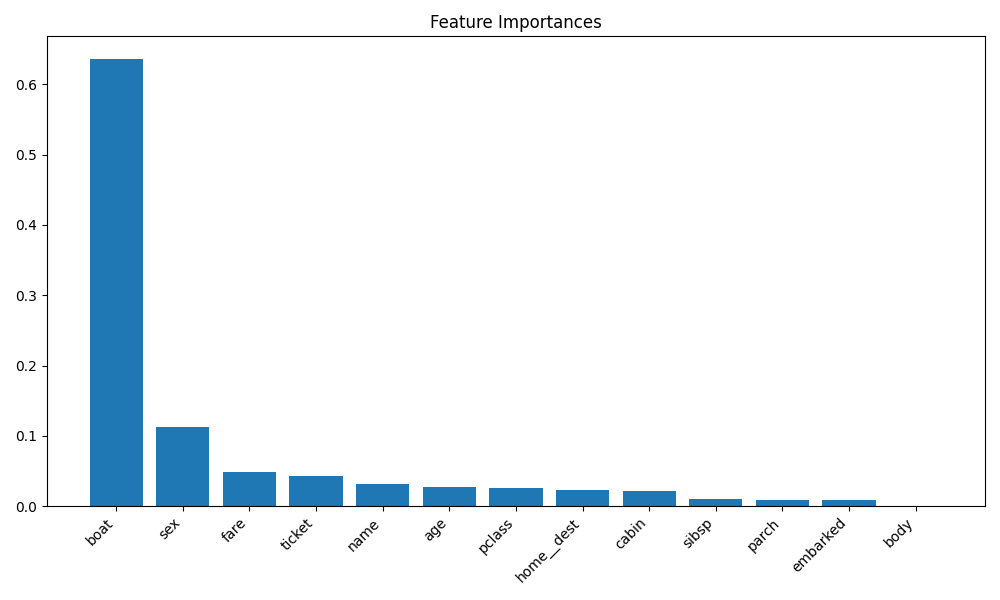 Feature Importances
0.6
0.5
0.4
0.3
0.2
0.1
0.0
boat
sex
fare
ticket
name
age
pclass
home__dest
cabin
sibsp
parch
embarked
body